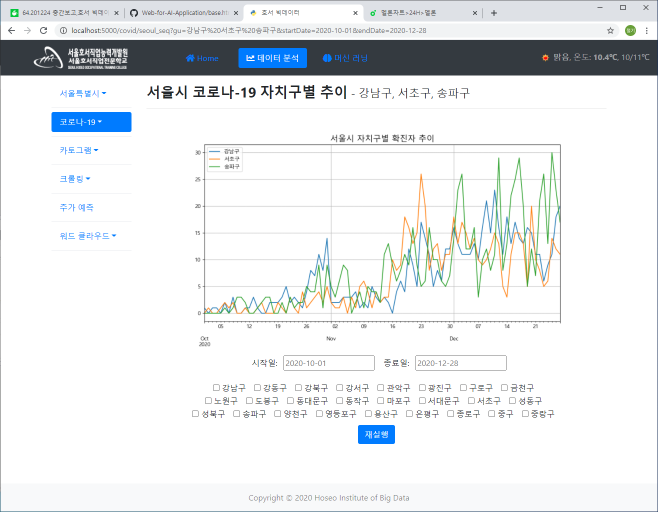 64.201224 중간보고.호서 빅데이
Web-for-AI-Application/base.ht
호서 빅데이터
멜론차트>24H>멜론
localhost:5000/covid/seoul_seq?gu=강남구%20서초구%20송파구&startDate=2020-10-01&endDate=2020-12-28
서울호서직업능력개발원
서울호서직업전문학교
Home
데이터 분석
머신 러닝
맑음, 온도: 10.4℃, 10/11℃
서울특별시
코로나-19
카토그램
크롤링
주가 예측
워드 클라우드
서울시 코로나-19 자치구별 추이 - 강남구, 서초구, 송파구
서울시 자치구별 확진자 추이
강남구
서초구
송파구
30
25
20
15
10
5
0
05 12 19 26 02 09 16 23 30 07 14 21
Oct 2020
Nov
Dec
시작일: 2020-10-01 종료일: 2020-12-28
강남구 강동구 강북구 강서구 관악구 광진구 구로구 금천구
노원구 도봉구 동대문구 동작구 마포구 서대문구 서초구 성동구
성북구 송파구 양천구 영등포구 용산구 은평구 종로구 중구 중랑구
재실행
Copyright © 2020 Hoseo Institute of Big Data